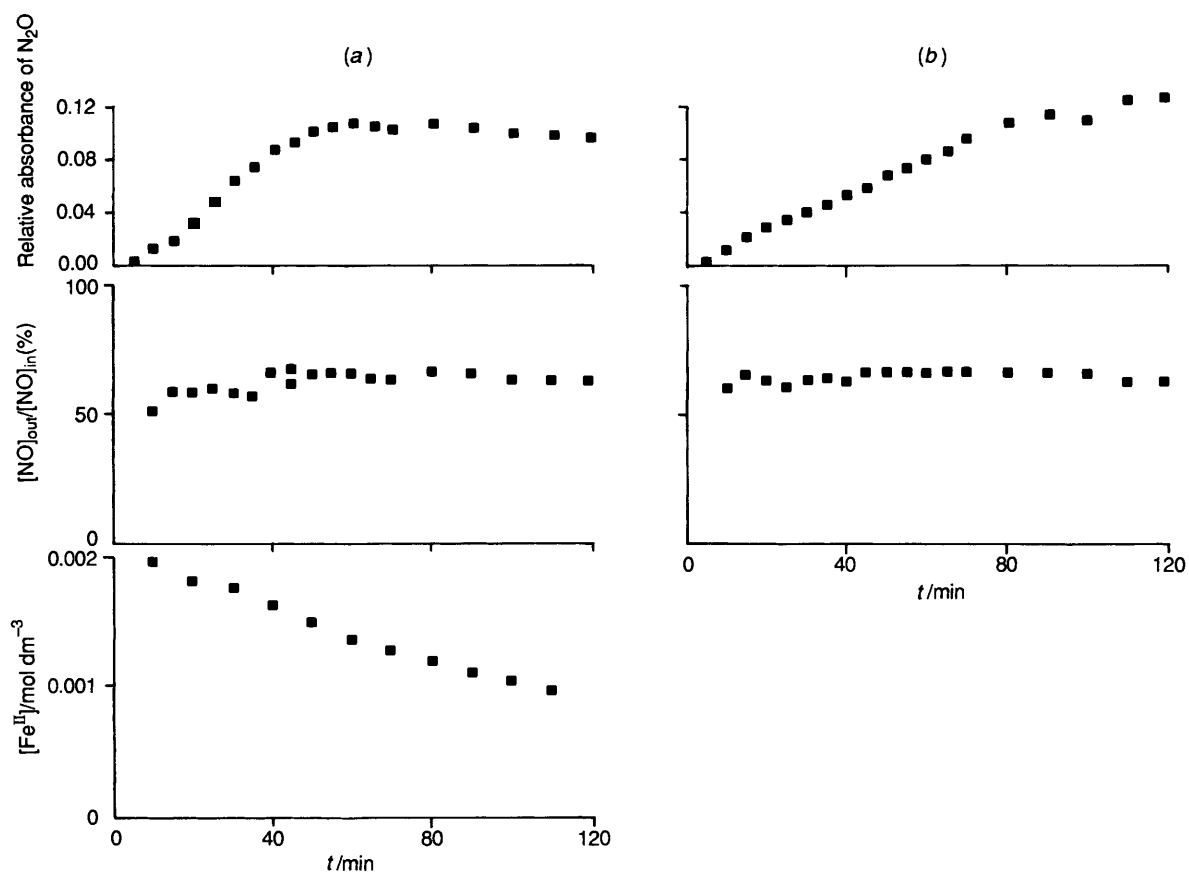 (a)
(b)
Relative absorbance of N₂O
0.12
0.08
0.04
0.00
[NO]out/[NO]in(%)
100
50
0
0 40 80 120
t/min
[Feᴵᴵ]/mol dm⁻³
0.002
0.001
0
0 40 80 120
t/min